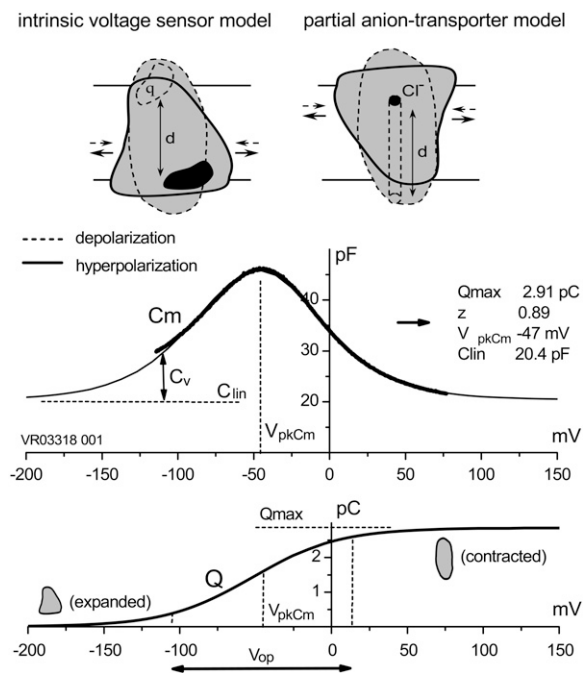 intrinsic voltage sensor model
partial anion-transporter model
q
d
Cl-
d
depolarization
hyperpolarization
pF
Cm
Cv
Clin
VpkCm
Qmax 2.91 pC
z 0.89
V pkCm -47 mV
Clin 20.4 pF
40
30
20
VR03318 001
mV
-200 -150 -100 -50 0 50 100 150
Qmax
pC
2
1
Q
(expanded)
(contracted)
VpkCm
mV
-200 -150 -100 -50 0 50 100 150
Vop